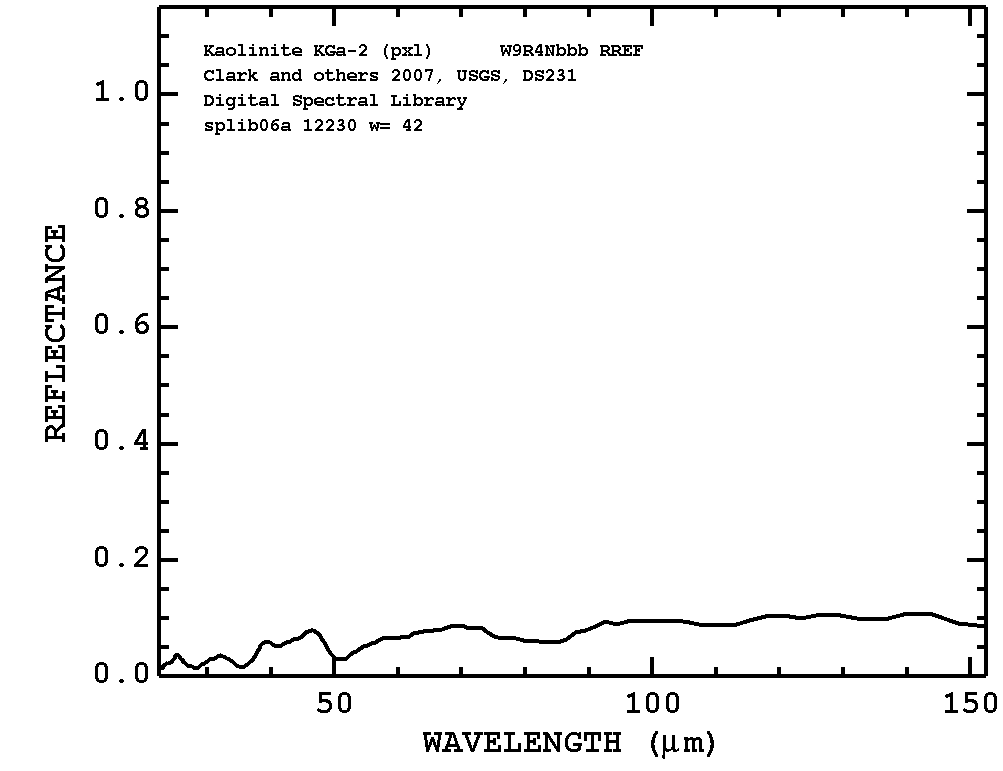 Kaolinite KGa-2 (pxl) W9R4Nbbb RREF
Clark and others 2007, USGS, DS231
Digital Spectral Library
splib06a 12230 w= 42
REFLECTANCE
1.0
0.8
0.6
0.4
0.2
0.0
50 100 150
WAVELENGTH (μm)